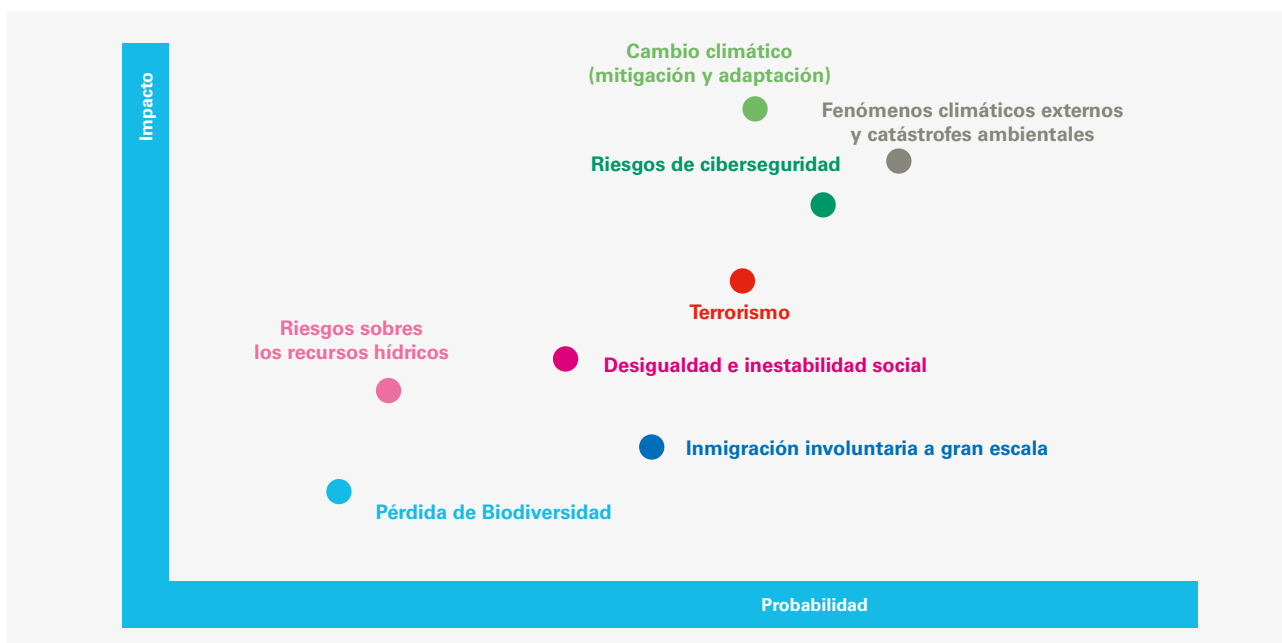 Impacto
Cambio climático
(mitigación y adaptación)
Fenómenos climáticos externos
y catástrofes ambientales
Riesgos de ciberseguridad
Terrorismo
Riesgos sobres
los recursos hídricos
Desigualdad e inestabilidad social
Inmigración involuntaria a gran escala
Pérdida de Biodiversidad
Probabilidad